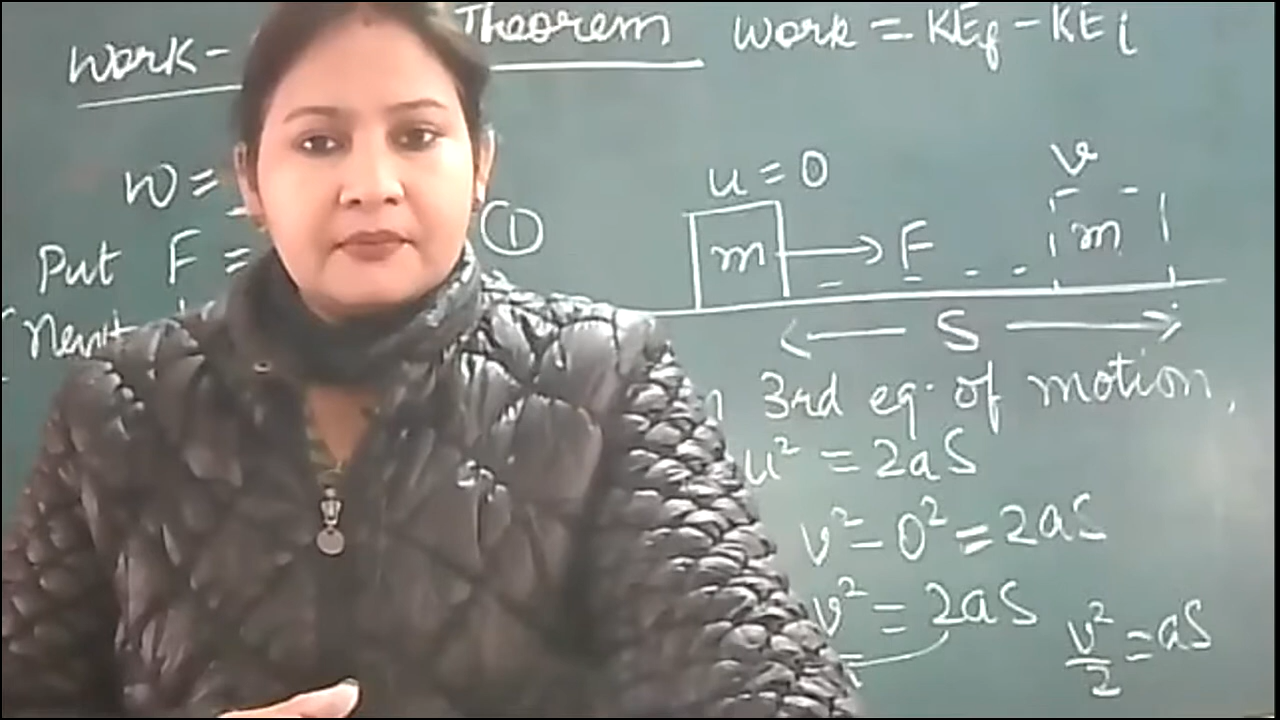 Work- Theorem Work = KEf - KEi
W =
①
Put F =
u = 0
v
m F m
S
3rd eq. of motion,
u² = 2aS
v² - 0² = 2aS
v² = 2aS
v²/2 = aS